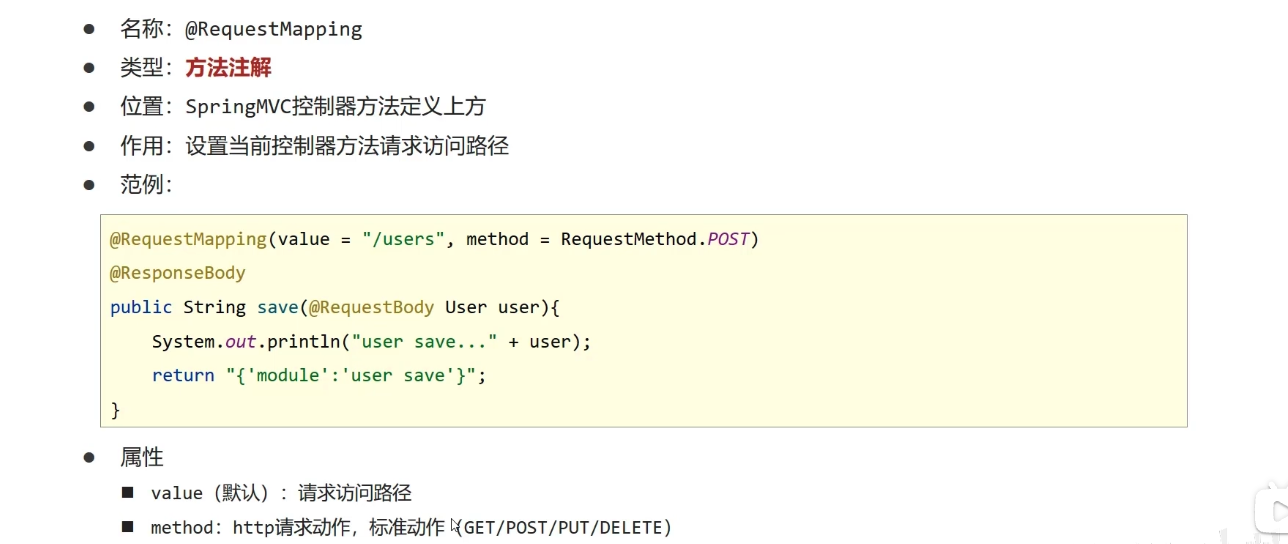 ● 名称：@RequestMapping
● 类型：方法注解
● 位置：SpringMVC控制器方法定义上方
● 作用：设置当前控制器方法请求访问路径
● 范例：
@RequestMapping(value = "/users", method = RequestMethod.POST)
@ResponseBody
public String save(@RequestBody User user){
    System.out.println("user save..." + user);
    return "{'module':'user save'}";
}
● 属性
■ value（默认）：请求访问路径
■ method：http请求动作，标准动作（GET/POST/PUT/DELETE）